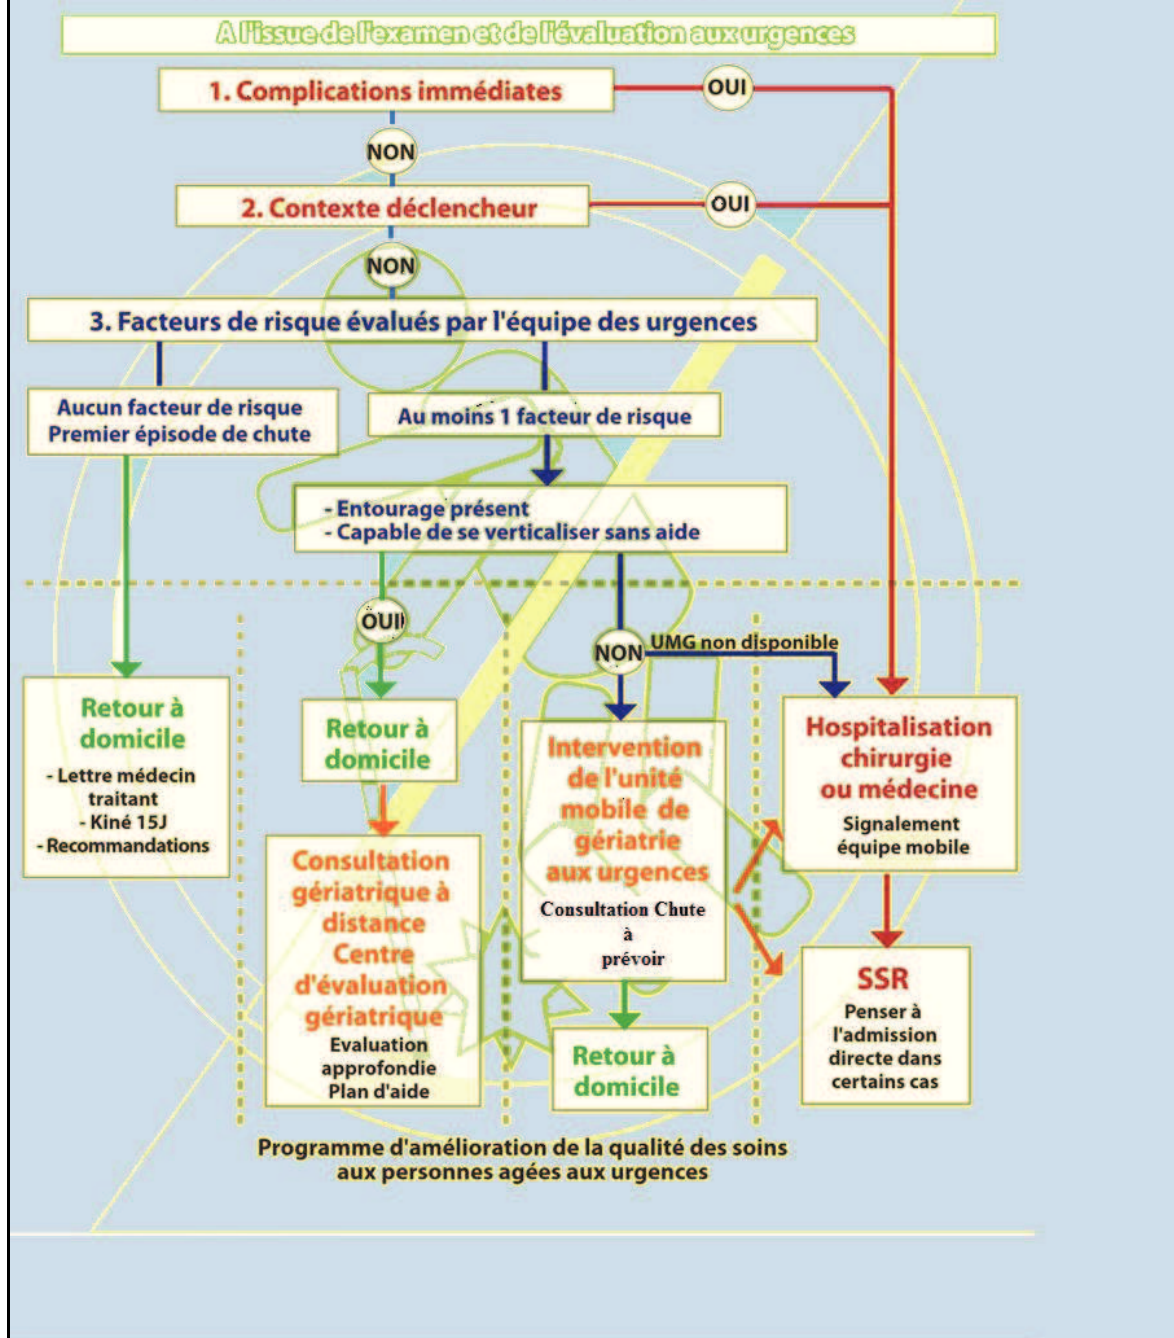 A l'issue de l'examen et de l'évaluation aux urgences
1. Complications immédiates
OUI
NON
2. Contexte déclencheur
OUI
NON
3. Facteurs de risque évalués par l'équipe des urgences
Aucun facteur de risque
Premier épisode de chute
Au moins 1 facteur de risque
- Entourage présent
- Capable de se verticaliser sans aide
OUI
NON
UMG non disponible
Retour à
domicile
- Lettre médecin
traitant
- Kiné 15J
- Recommandations
Retour à
domicile
Consultation
gériatrique à
distance
Centre
d'évaluation
gériatrique
Evaluation
approfondie
Plan d'aide
Intervention
de l'unité
mobile de
gériatrie
aux urgences
Consultation Chute
à
prévoir
Retour à
domicile
Hospitalisation
chirurgie
ou médecine
Signalement
équipe mobile
SSR
Penser à
l'admission
directe dans
certains cas
Programme d'amélioration de la qualité des soins
aux personnes agées aux urgences